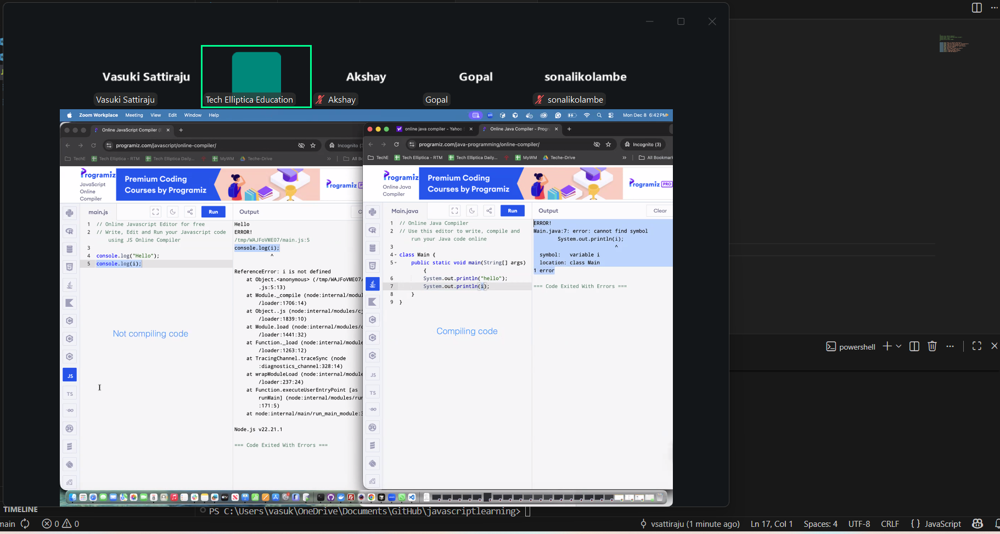 Vasuki Sattiraju
Akshay
Gopal
sonalikolambe
Vasuki Sattiraju
Tech Elliptica Education
Akshay
Gopal
sonalikolambe
Zoom Workplace Meeting View Edit Window Help
Mon Dec 8 6:42 PM
Online JavaScript Compiler (
programiz.com/javascript/online-compiler/
Incognito (
TechE Tech Elliptica - RTM Tech Elliptica Daily... MyWM Teche-Drive
Programiz
JavaScript
Online
Compiler
Premium Coding
Courses by Programiz
Programiz
main.js
Run
Output
1 // Online Javascript Editor for free
2 // Write, Edit and Run your Javascript code
using JS Online Compiler
3
4 console.log("Hello");
5 console.log(i);
Not compiling code
JS
TS
Hello
ERROR!
/tmp/WAJFoVME07/main.js:5
console.log(i);
^
ReferenceError: i is not defined
at Object.<anonymous> (/tmp/WAJFoVME07/
.js:5:13)
at Module._compile (node:internal/modul
/loader:1706:14)
at Object..js (node:internal/modules/cj
/loader:1839:10)
at Module.load (node:internal/modules/c
/loader:1441:32)
at Function._load (node:internal/module
/loader:1263:12)
at TracingChannel.traceSync (node
:diagnostics_channel:328:14)
at wrapModuleLoad (node:internal/module
/loader:237:24)
at Function.executeUserEntryPoint [as
runMain] (node:internal/modules/run
:171:5)
at node:internal/main/run_main_module:3
Node.js v22.21.1
=== Code Exited With Errors ===
online java compiler - Yahoo
Online Java Compiler - Progr
programiz.com/java-programming/online-compiler/
Incognito (3)
TechE Tech Elliptica - RTM Tech Elliptica Daily... MyWM Teche-Drive
All Bookmar
Programiz
Online Java
Compiler
Premium Coding
Courses by Programiz
Programiz PRO
Main.java
Run
Output
Clear
1 // Online Java Compiler
2 // Use this editor to write, compile and
run your Java code online
3
4 class Main {
5 public static void main(String[] args)
{
6 System.out.println("hello");
7 System.out.println(i);
8 }
9 }
Compiling code
JS
TS
ERROR!
Main.java:7: error: cannot find symbol
System.out.println(i);
^
symbol: variable i
location: class Main
1 error
=== Code Exited With Errors ===
powershell
TIMELINE
PS C:\Users\vasuk\OneDrive\Documents\GitHub\javascriptlearning>
main
0
0
vsattiraju (1 minute ago)
Ln 17, Col 1
Spaces: 4
UTF-8
CRLF
{ } JavaScript